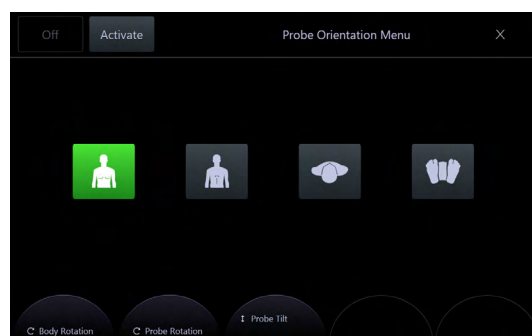 Off
Activate
Probe Orientation Menu
X
Body Rotation
Probe Rotation
Probe Tilt